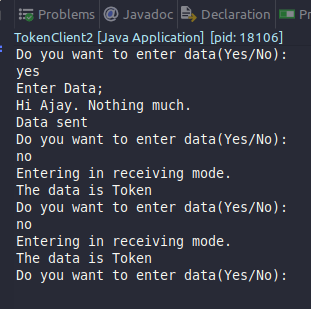 Problems @ Javadoc Declaration
TokenClient2 [Java Application] [pid: 18106]
Do you want to enter data(Yes/No):
yes
Enter Data;
Hi Ajay. Nothing much.
Data sent
Do you want to enter data(Yes/No):
no
Entering in receiving mode.
The data is Token
Do you want to enter data(Yes/No):
no
Entering in receiving mode.
The data is Token
Do you want to enter data(Yes/No):